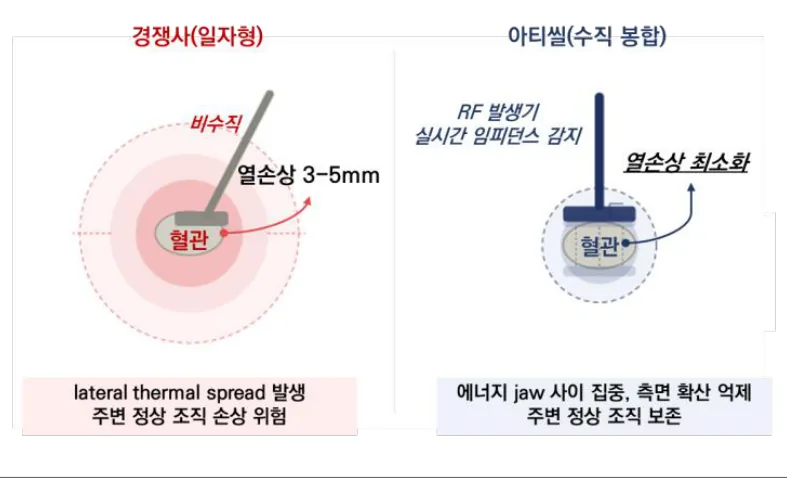 경쟁사(일자형)
비수직
열손상 3-5mm
혈관
lateral thermal spread 발생
주변 정상 조직 손상 위험
아티씰(수직 봉합)
RF 발생기
실시간 임피던스 감지
열손상 최소화
혈관
에너지 jaw 사이 집중, 측면 확산 억제
주변 정상 조직 보존